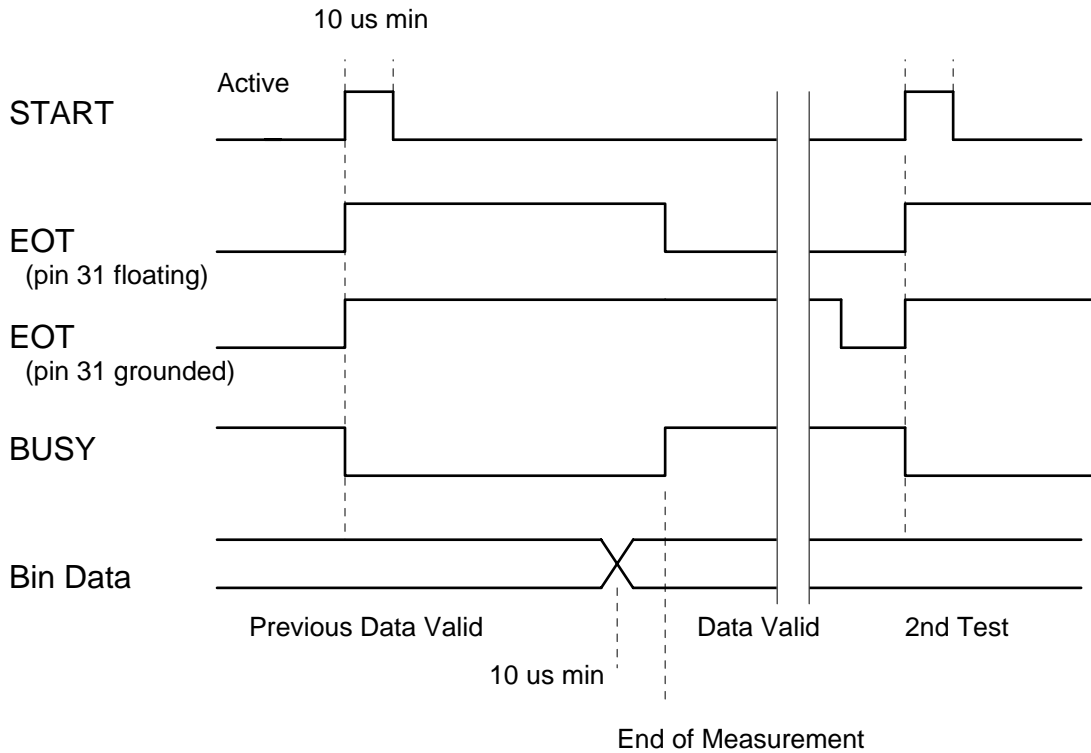 10 us min
Active
START
EOT
(pin 31 floating)
EOT
(pin 31 grounded)
BUSY
Bin Data
Previous Data Valid
Data Valid
2nd Test
10 us min
End of Measurement